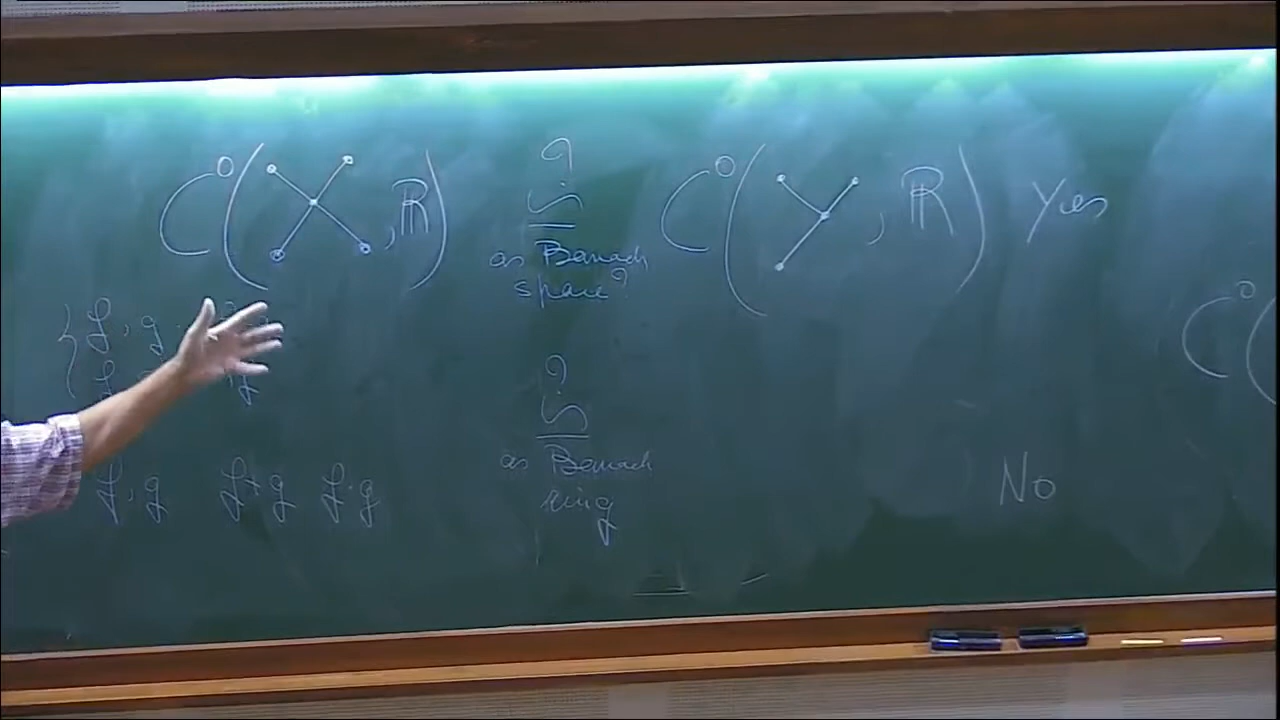 C⁰( , ℝ) ? ≅ C⁰( , ℝ) Yes
as Banach
space?
f, g
C⁰(
?
≅
as Banach
ring
No
f, g f+g f·g